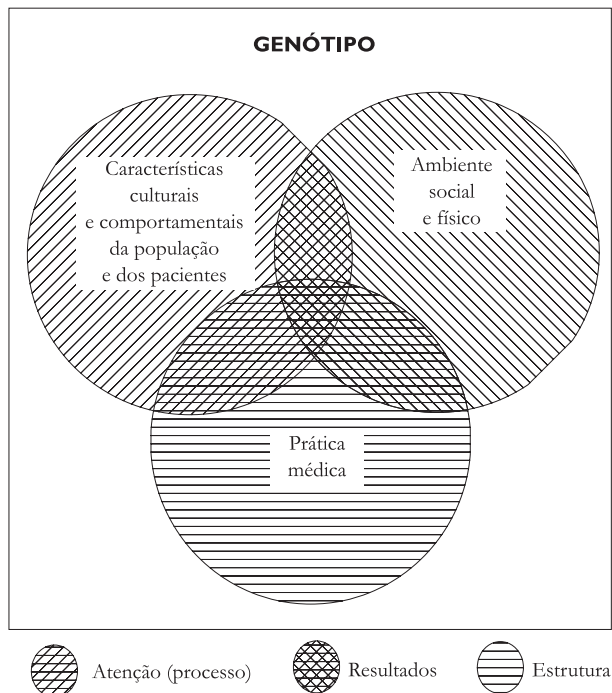 GENÓTIPO
Características
culturais
e comportamentais
da população
e dos pacientes
Ambiente
social
e físico
Prática
médica
Atenção (processo)
Resultados
Estrutura